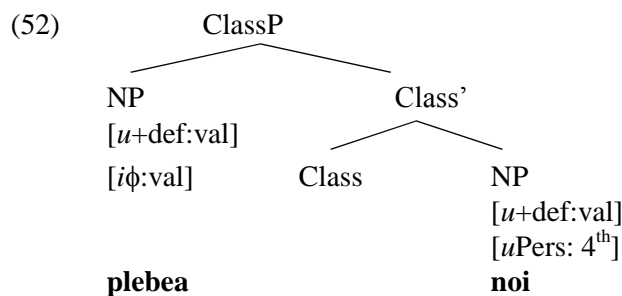 (52) ClassP
NP Class’
[u+def:val]
[iϕ:val] Class NP
[u+def:val]
[uPers: 4th]
plebea noi